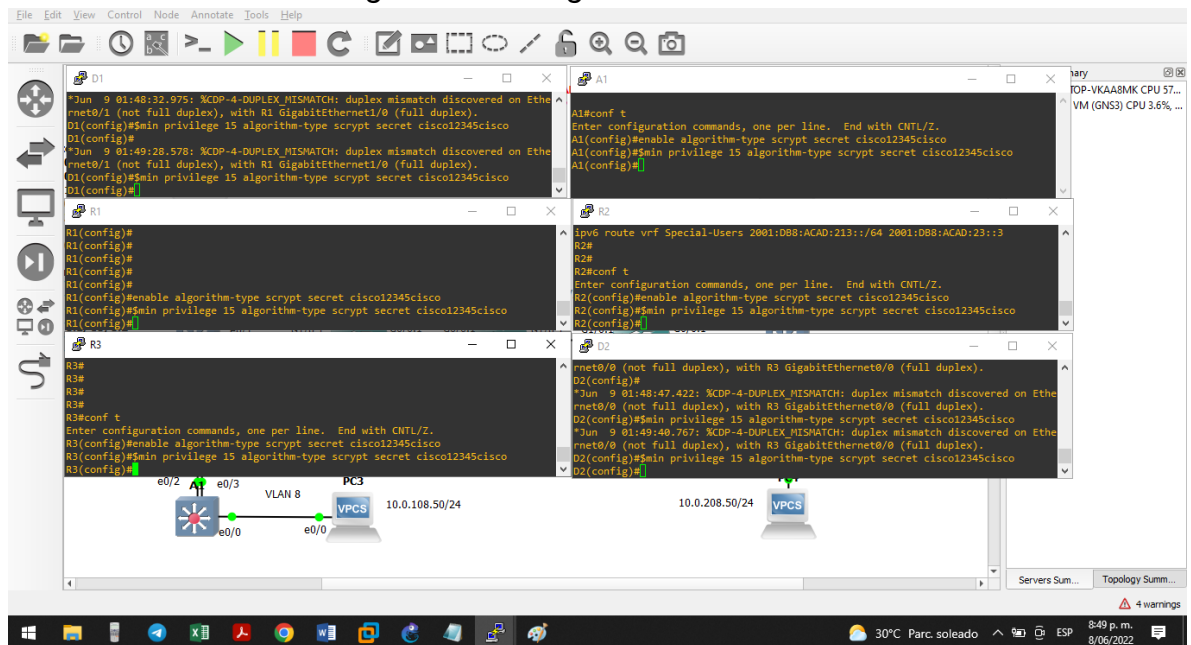 File Edit View Control Node Annotate Tools Help
D1
*Jun  9 01:48:32.975: %CDP-4-DUPLEX_MISMATCH: duplex mismatch discovered on Ethe
rnet0/1 (not full duplex), with R1 GigabitEthernet1/0 (full duplex).
D1(config)#$min privilege 15 algorithm-type scrypt secret cisco12345cisco
D1(config)#
*Jun  9 01:49:28.578: %CDP-4-DUPLEX_MISMATCH: duplex mismatch discovered on Ethe
rnet0/1 (not full duplex), with R1 GigabitEthernet1/0 (full duplex).
D1(config)#$min privilege 15 algorithm-type scrypt secret cisco12345cisco
D1(config)#
A1
A1#conf t
Enter configuration commands, one per line.  End with CNTL/Z.
A1(config)#enable algorithm-type scrypt secret cisco12345cisco
A1(config)#$min privilege 15 algorithm-type scrypt secret cisco12345cisco
A1(config)#
ary
TOP-VKAA8MK CPU 57...
VM (GNS3) CPU 3.6%, ...
R1
R1(config)#
R1(config)#
R1(config)#
R1(config)#
R1(config)#
R1(config)#enable algorithm-type scrypt secret cisco12345cisco
R1(config)#$min privilege 15 algorithm-type scrypt secret cisco12345cisco
R1(config)#
R2
ipv6 route vrf Special-Users 2001:DB8:ACAD:213::/64 2001:DB8:ACAD:23::3
R2#
R2#
R2#conf t
Enter configuration commands, one per line.  End with CNTL/Z.
R2(config)#enable algorithm-type scrypt secret cisco12345cisco
R2(config)#$min privilege 15 algorithm-type scrypt secret cisco12345cisco
R2(config)#
R3
R3#
R3#
R3#
R3#
R3#conf t
Enter configuration commands, one per line.  End with CNTL/Z.
R3(config)#enable algorithm-type scrypt secret cisco12345cisco
R3(config)#$min privilege 15 algorithm-type scrypt secret cisco12345cisco
R3(config)#
D2
rnet0/0 (not full duplex), with R3 GigabitEthernet0/0 (full duplex).
D2(config)#
*Jun  9 01:48:47.422: %CDP-4-DUPLEX_MISMATCH: duplex mismatch discovered on Ethe
rnet0/0 (not full duplex), with R3 GigabitEthernet0/0 (full duplex).
D2(config)#$min privilege 15 algorithm-type scrypt secret cisco12345cisco
*Jun  9 01:49:40.767: %CDP-4-DUPLEX_MISMATCH: duplex mismatch discovered on Ethe
rnet0/0 (not full duplex), with R3 GigabitEthernet0/0 (full duplex).
D2(config)#$min privilege 15 algorithm-type scrypt secret cisco12345cisco
D2(config)#
e0/2 A1 e0/3
VLAN 8
PC3
10.0.108.50/24
VPCS
e0/0
e0/0
10.0.208.50/24
VPCS
Servers Sum...
Topology Summ...
4 warnings
30°C Parc. soleado
ESP
8:49 p. m.
8/06/2022